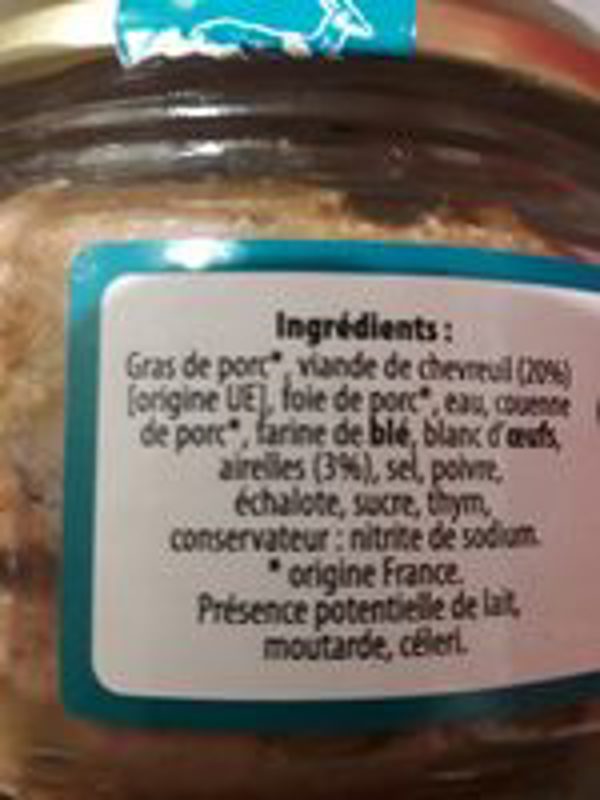 Ingrédients :
Gras de porc*, viande de chevreuil (20%)
[origine UE], foie de porc*, eau, couenne
de porc*, farine de blé, blanc d'œufs,
airelles (3%), sel, poivre,
échalote, sucre, thym,
conservateur : nitrite de sodium.
* origine France.
Présence potentielle de lait,
moutarde, céleri.